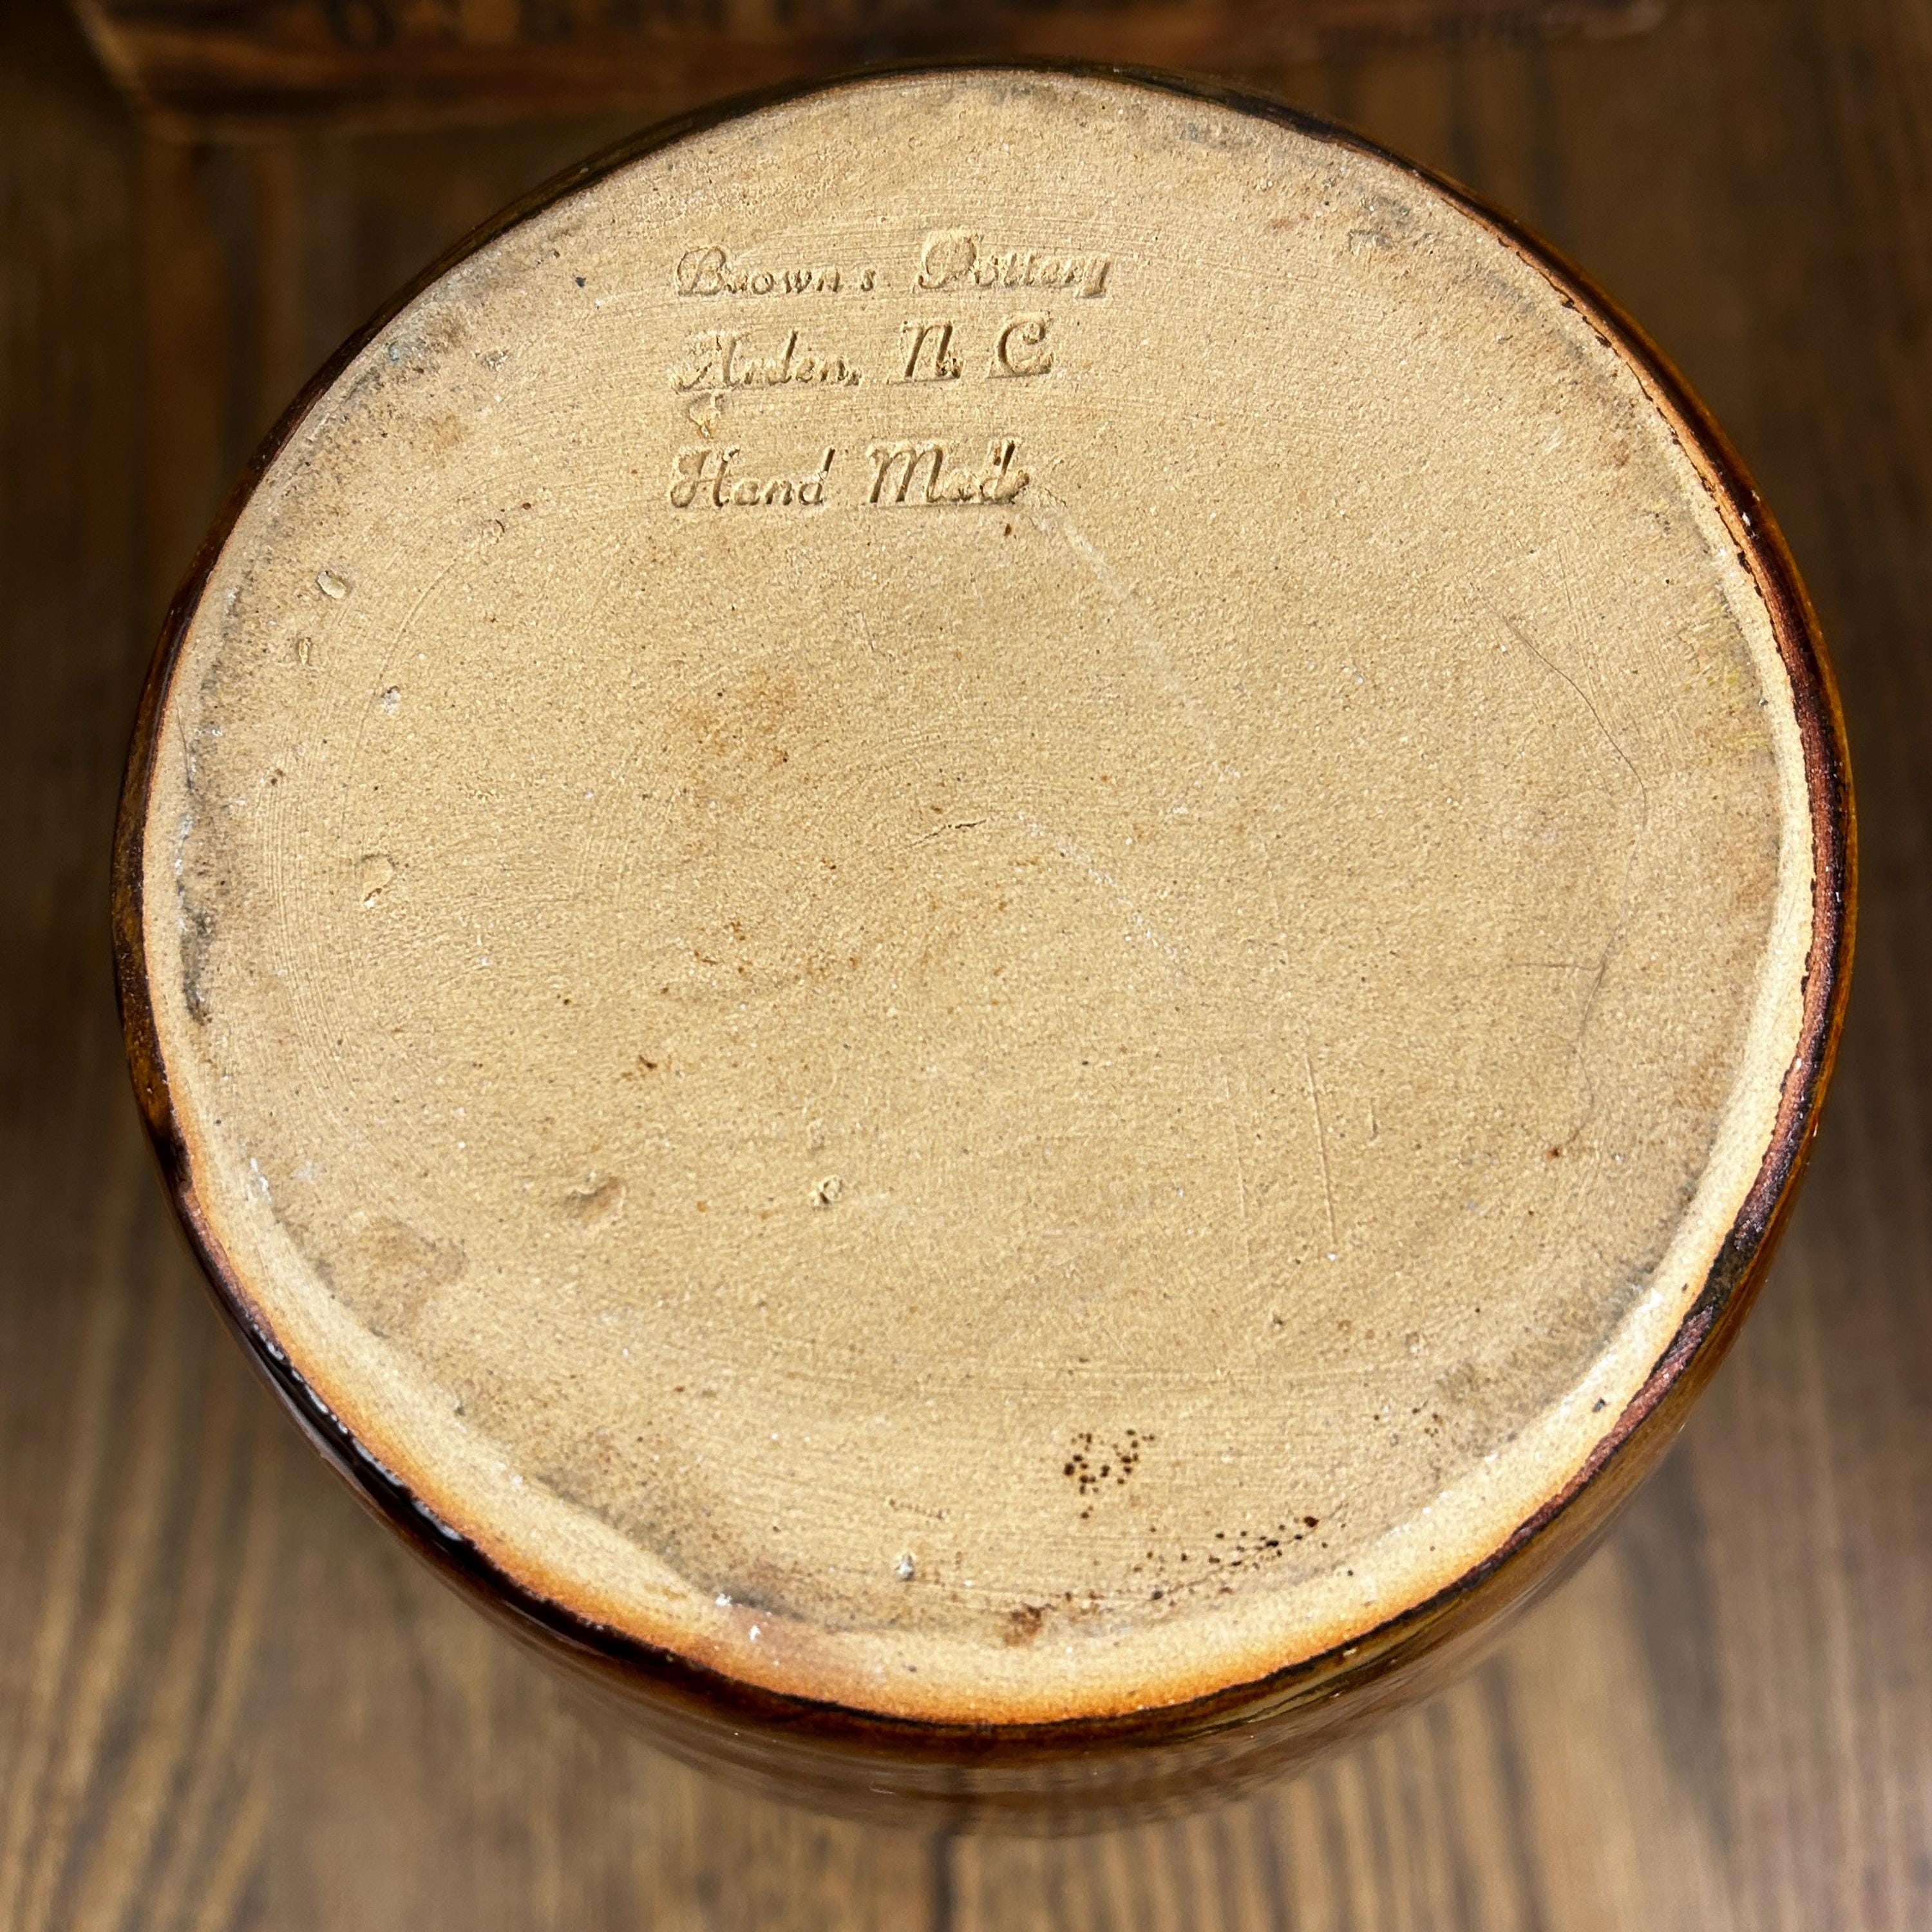 Brown's Pottery
Arden, N. C.
Hand Made